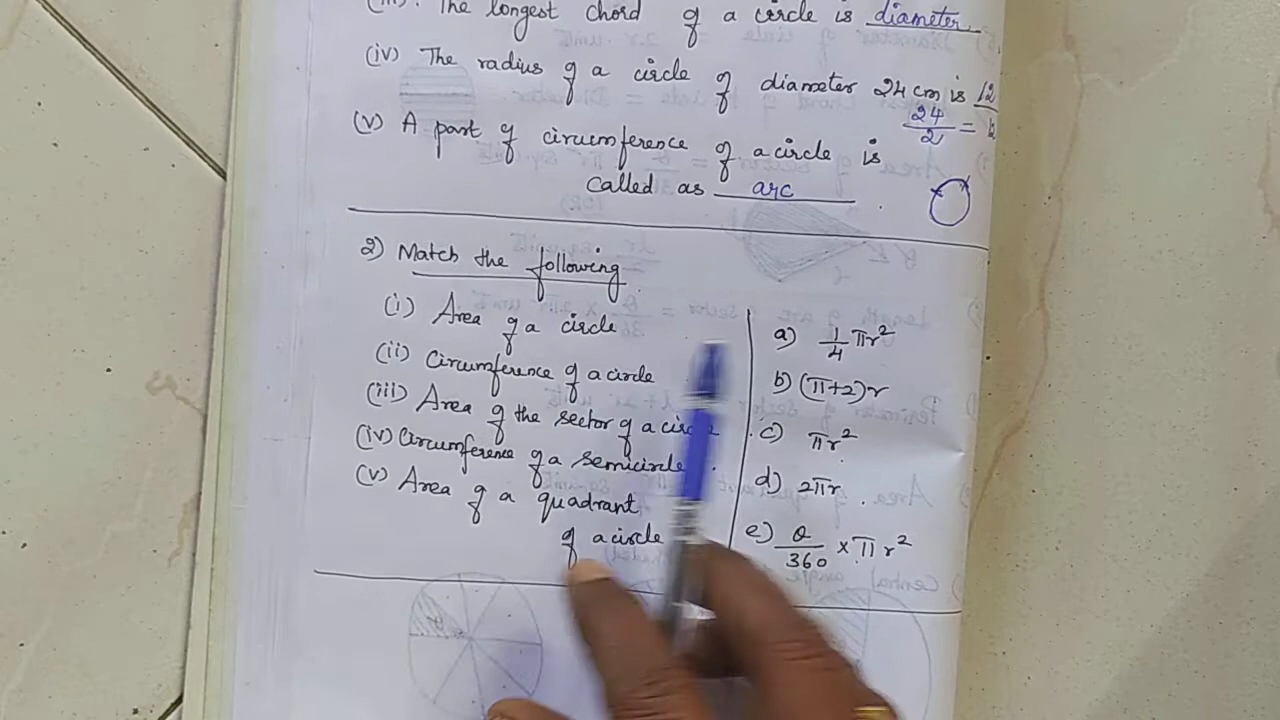 (iii). The longest chord of a circle is diameter.
(iv) The radius of a circle of diameter 24 cm is 12
24/2 = 12
(v) A part of circumference of a circle is
called as arc.
2) Match the following.
(i) Area of a circle
a) 1/4 πr²
(ii) Circumference of a circle
b) (π+2)r
(iii) Area of the sector of a circle
c) πr²
(iv) Circumference of a semicircle.
d) 2πr.
(v) Area of a quadrant
of a circle
e) θ/360 × πr²